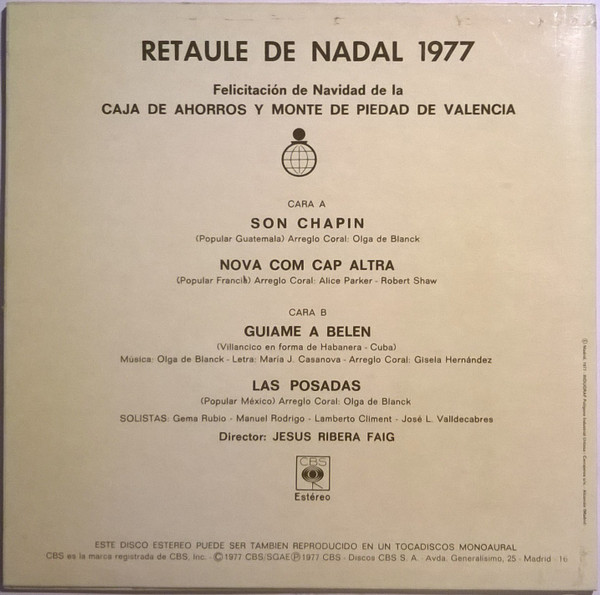 RETAULE DE NADAL 1977
Felicitación de Navidad de la
CAJA DE AHORROS Y MONTE DE PIEDAD DE VALENCIA
CARA A
SON CHAPIN
(Popular Guatemala) Arreglo Coral: Olga de Blanck
NOVA COM CAP ALTRA
(Popular Francia) Arreglo Coral: Alice Parker - Robert Shaw
CARA B
GUIAME A BELEN
(Villancico en forma de Habanera - Cuba)
Música: Olga de Blanck - Letra: Maria J. Casanova - Arreglo Coral: Gisela Hernández
LAS POSADAS
(Popular México) Arreglo Coral: Olga de Blanck
SOLISTAS: Gema Rubio - Manuel Rodrigo - Lamberto Climent - José L. Valldecabres
Director: JESUS RIBERA FAIG
CBS
Estéreo
ESTE DISCO ESTEREO PUEDE SER TAMBIEN REPRODUCIDO EN UN TOCADISCOS MONOAURAL
CBS es la marca registrada de CBS, Inc. - © 1977 CBS/SGAE ℗ 1977 CBS - Discos CBS S. A. - Avda. Generalísimo, 25 - Madrid - 16